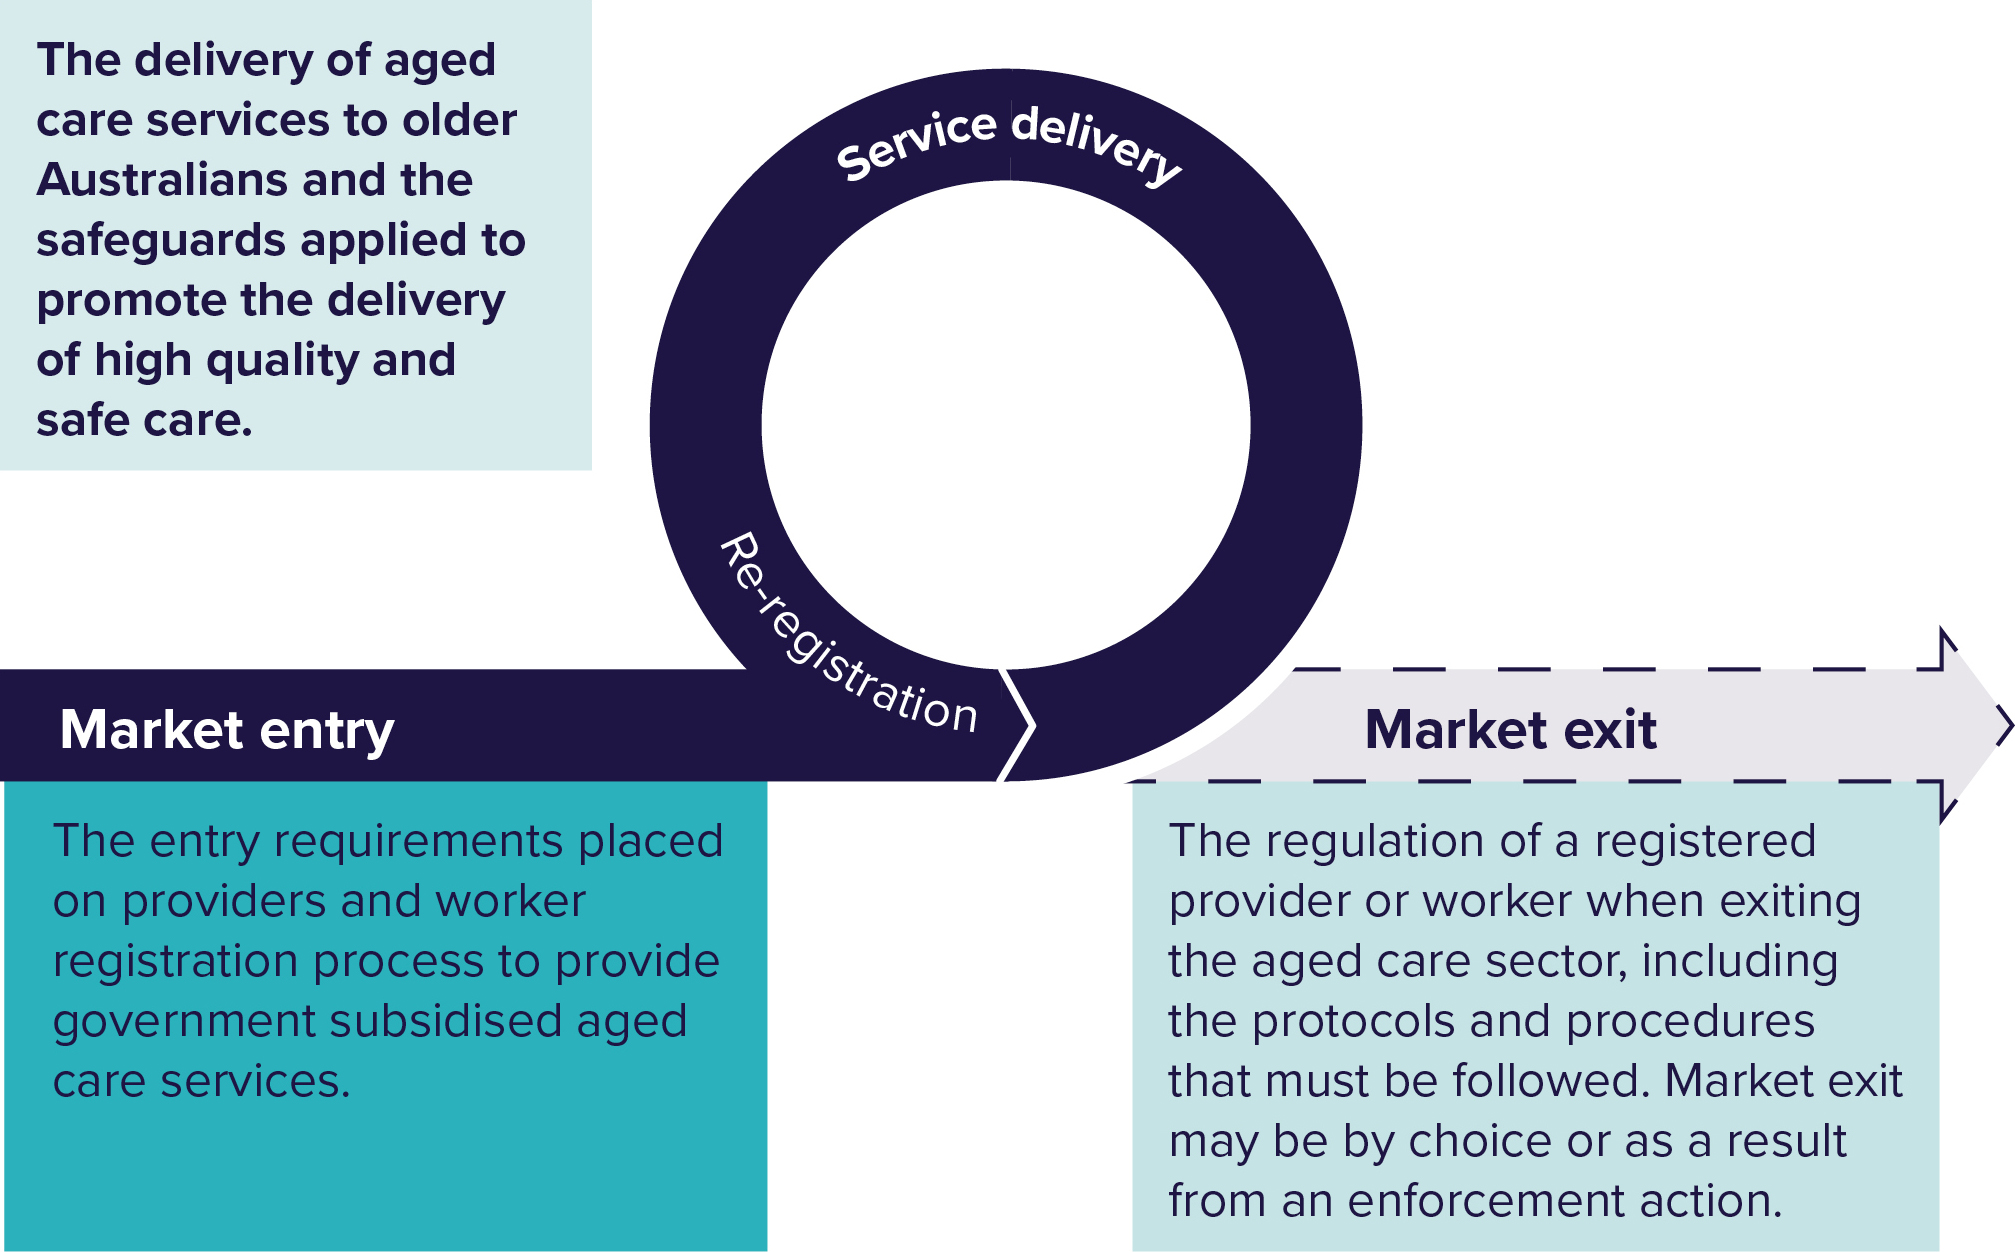 The delivery of aged
care services to older
Australians and the
safeguards applied to
promote the delivery
of high quality and
safe care.
Service delivery
Re-registration
Market entry
The entry requirements placed
on providers and worker
registration process to provide
government subsidised aged
care services.
Market exit
The regulation of a registered
provider or worker when exiting
the aged care sector, including
the protocols and procedures
that must be followed. Market exit
may be by choice or as a result
from an enforcement action.